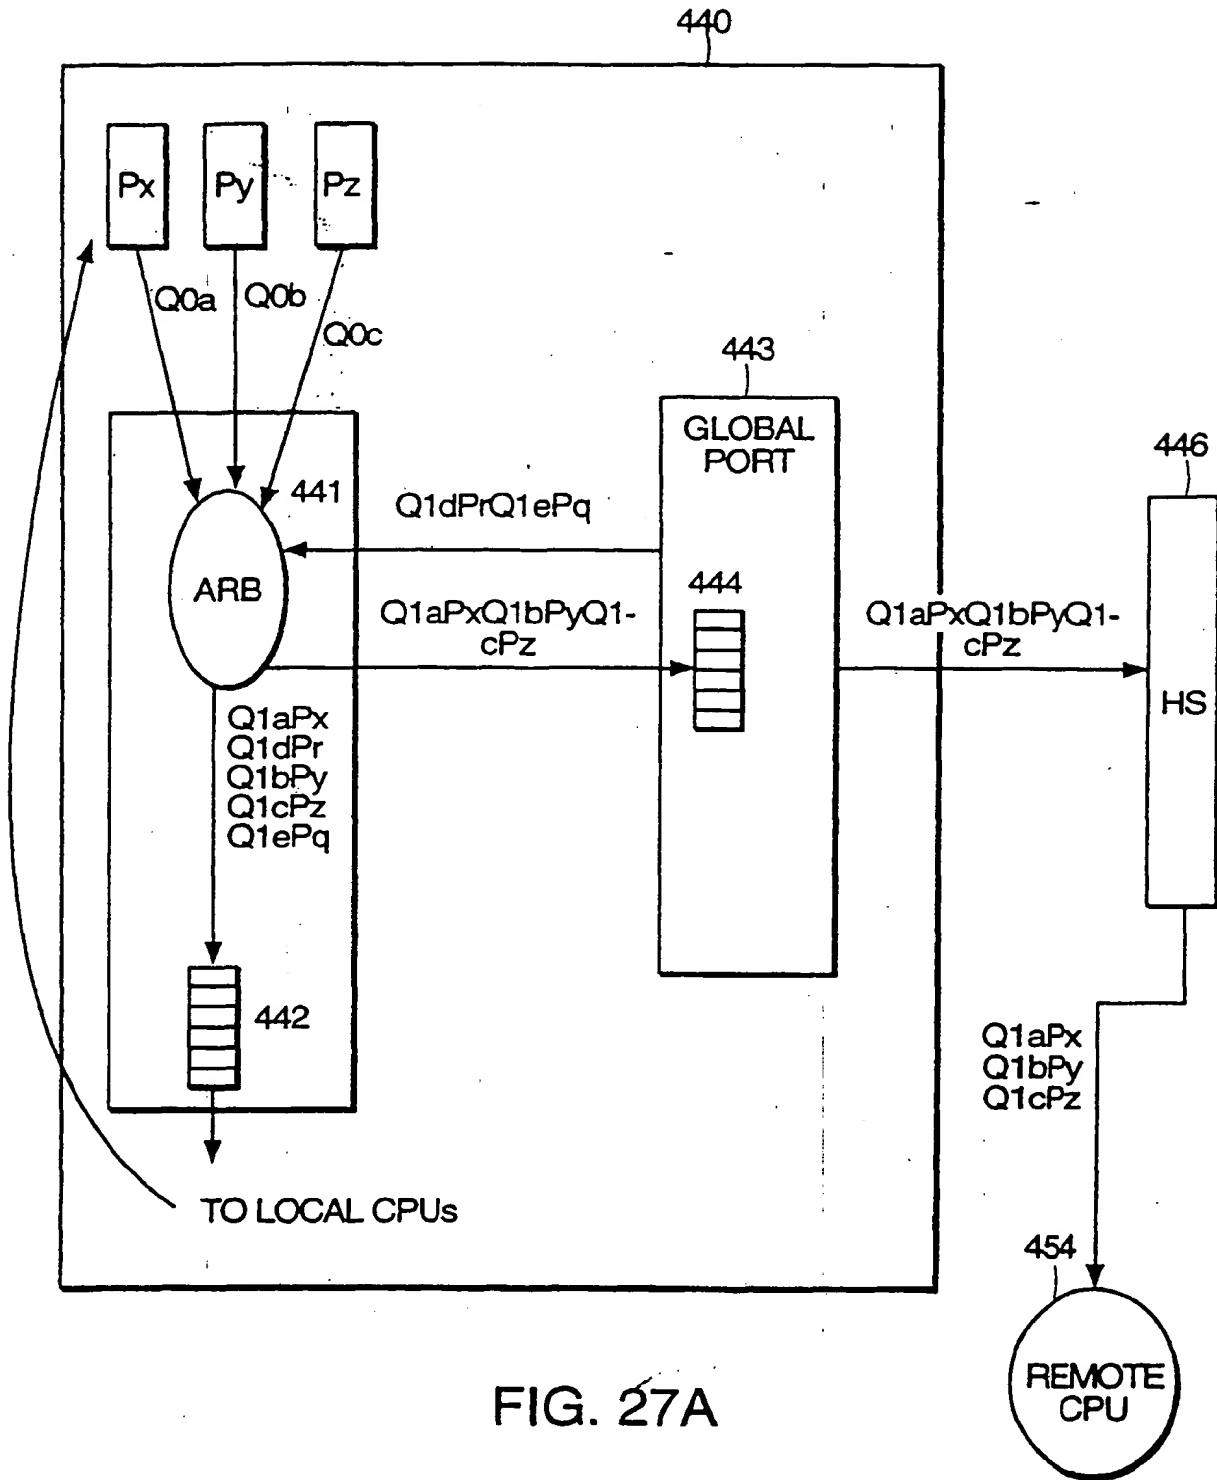 440
Px
Py
Pz
Q0a
Q0b
Q0c
443
GLOBAL
PORT
446
441
Q1dPrQ1ePq
ARB
444
Q1aPxQ1bPyQ1-
cPz
Q1aPxQ1bPyQ1-
cPz
HS
Q1aPx
Q1dPr
Q1bPy
Q1cPz
Q1ePq
442
Q1aPx
Q1bPy
Q1cPz
TO LOCAL CPUs
454
REMOTE
CPU
FIG. 27A